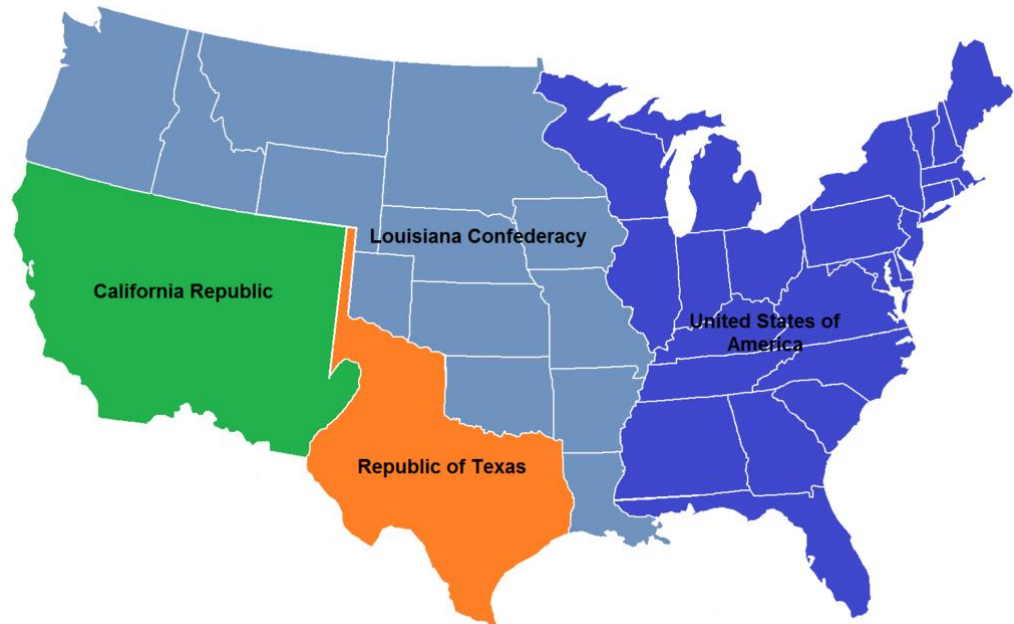 Louisiana Confederacy
California Republic
United States of
America
Republic of Texas